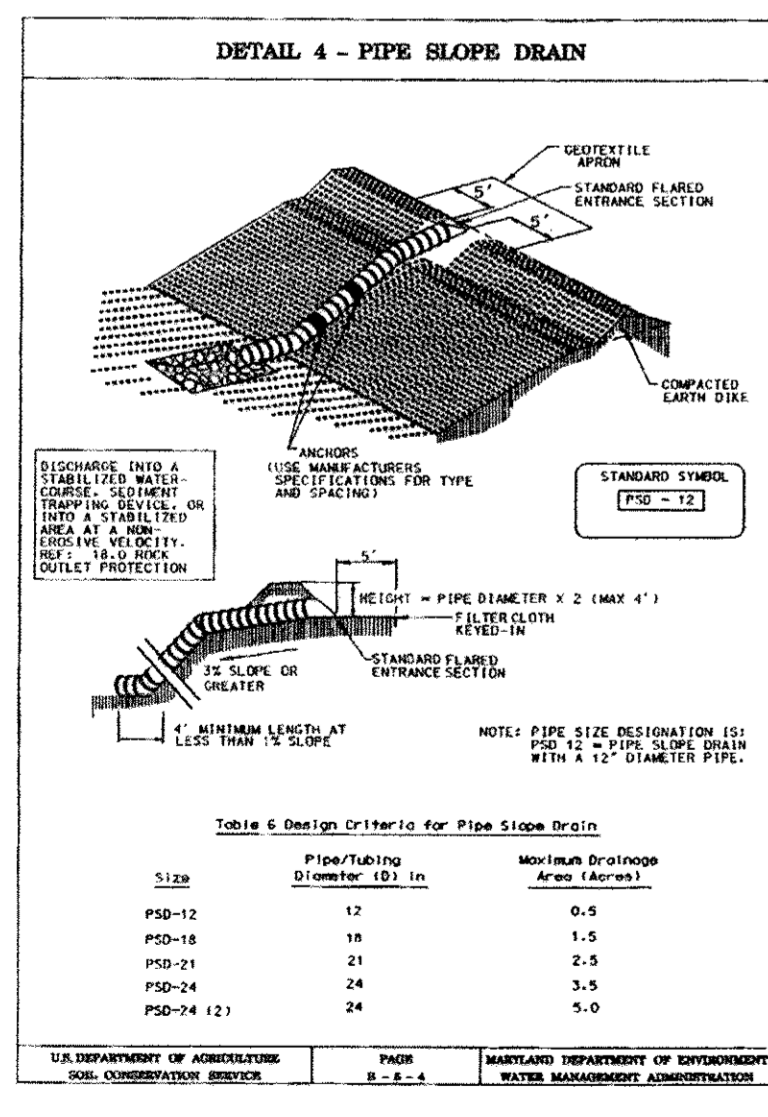 DETAIL 4 - PIPE SLOPE DRAIN
GEOTEXTILE
APRON
5'
STANDARD FLARED
ENTRANCE SECTION
5'
COMPACTED
EARTH DIKE
ANCHORS
(USE MANUFACTURERS
SPECIFICATIONS FOR TYPE
AND SPACING)
DISCHARGE INTO A
STABILIZED WATER-
COURSE, SEDIMENT
TRAPPING DEVICE, OR
INTO A STABILIZED
AREA AT A NON-
EROSIVE VELOCITY.
REF: 18.0 ROCK
OUTLET PROTECTION
STANDARD SYMBOL
PSD - 12
5'
HEIGHT = PIPE DIAMETER X 2 (MAX 4')
FILTER CLOTH
KEYED-IN
STANDARD FLARED
ENTRANCE SECTION
3% SLOPE OR
GREATER
4' MINIMUM LENGTH AT
LESS THAN 1% SLOPE
NOTE: PIPE SIZE DESIGNATION IS:
PSD 12 = PIPE SLOPE DRAIN
WITH A 12" DIAMETER PIPE.
Table 6 Design Criteria for Pipe Slope Drain
Size Pipe/Tubing Diameter (D) in Maximum Drainage Area (Acres)
PSD-12 12 0.5
PSD-18 18 1.5
PSD-21 21 2.5
PSD-24 24 3.5
PSD-24 (2) 24 5.0
U.S. DEPARTMENT OF AGRICULTURE
SOIL CONSERVATION SERVICE
PAGE
B - 5 - 4
MARYLAND DEPARTMENT OF ENVIRONMENT
WATER MANAGEMENT ADMINISTRATION